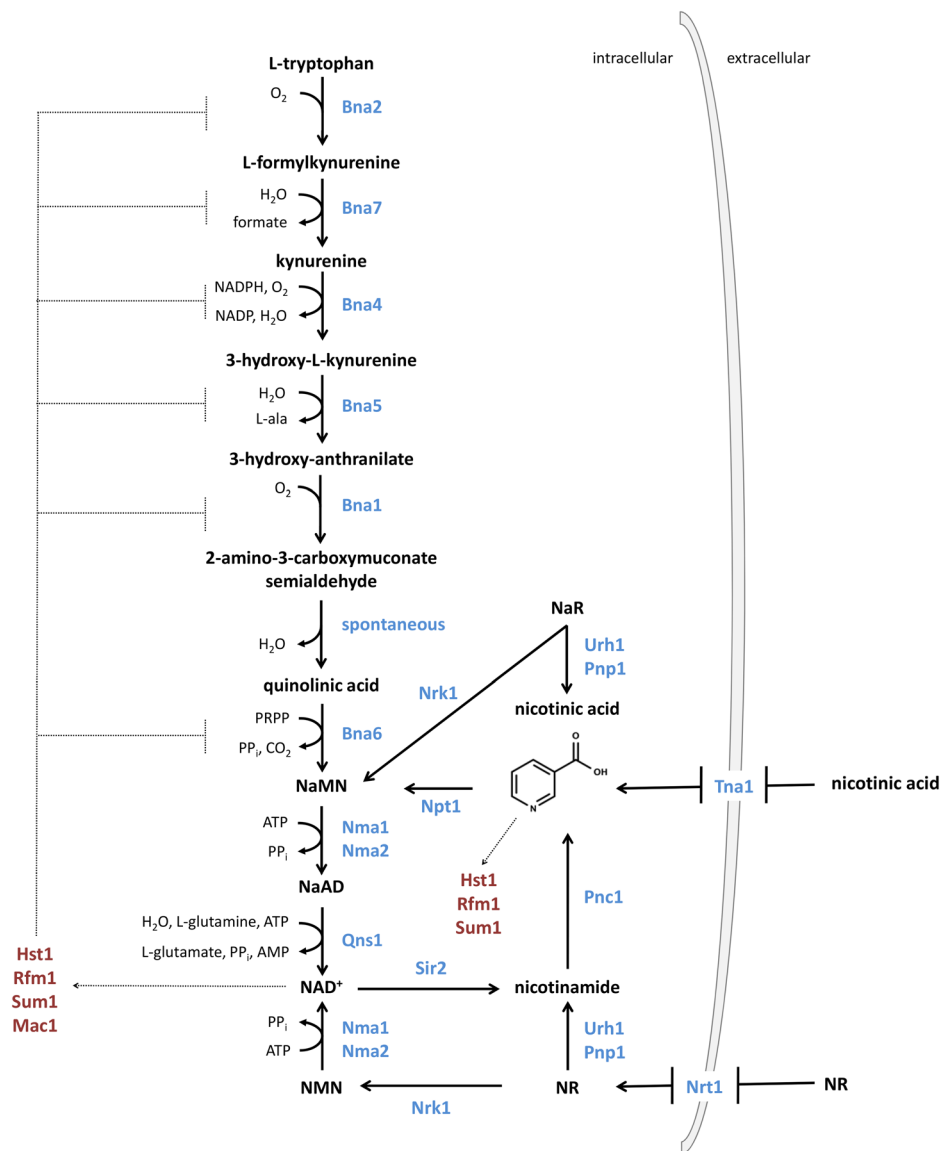 intracellular
extracellular
L-tryptophan
O₂
Bna2
L-formylkynurenine
H₂O
Bna7
formate
kynurenine
NADPH, O₂
Bna4
NADP, H₂O
3-hydroxy-L-kynurenine
H₂O
Bna5
L-ala
3-hydroxy-anthranilate
O₂
Bna1
2-amino-3-carboxymuconate
semialdehyde
NaR
spontaneous
H₂O
Urh1
Pnp1
quinolinic acid
Nrk1
nicotinic acid
PRPP
Bna6
PPᵢ, CO₂
O
OH
N
NaMN
Npt1
Tna1
nicotinic acid
ATP
Nma1
PPᵢ
Nma2
NaAD
Hst1
Rfm1
Sum1
Pnc1
H₂O, L-glutamine, ATP
Qns1
L-glutamate, PPᵢ, AMP
Hst1
Rfm1
Sum1
Mac1
Sir2
NAD⁺
nicotinamide
PPᵢ
Nma1
ATP
Nma2
Urh1
Pnp1
NMN
Nrk1
NR
Nrt1
NR